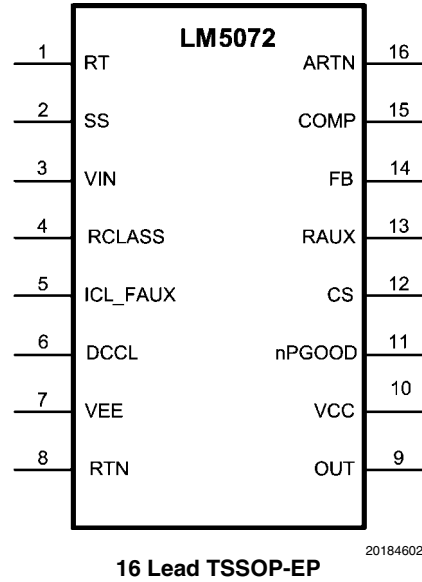 LM5072
1 RT ARTN 16
2 SS COMP 15
3 VIN FB 14
4 RCLASS RAUX 13
5 ICL_FAUX CS 12
6 DCCL nPGOOD 11
7 VEE VCC 10
8 RTN OUT 9
20184602
16 Lead TSSOP-EP